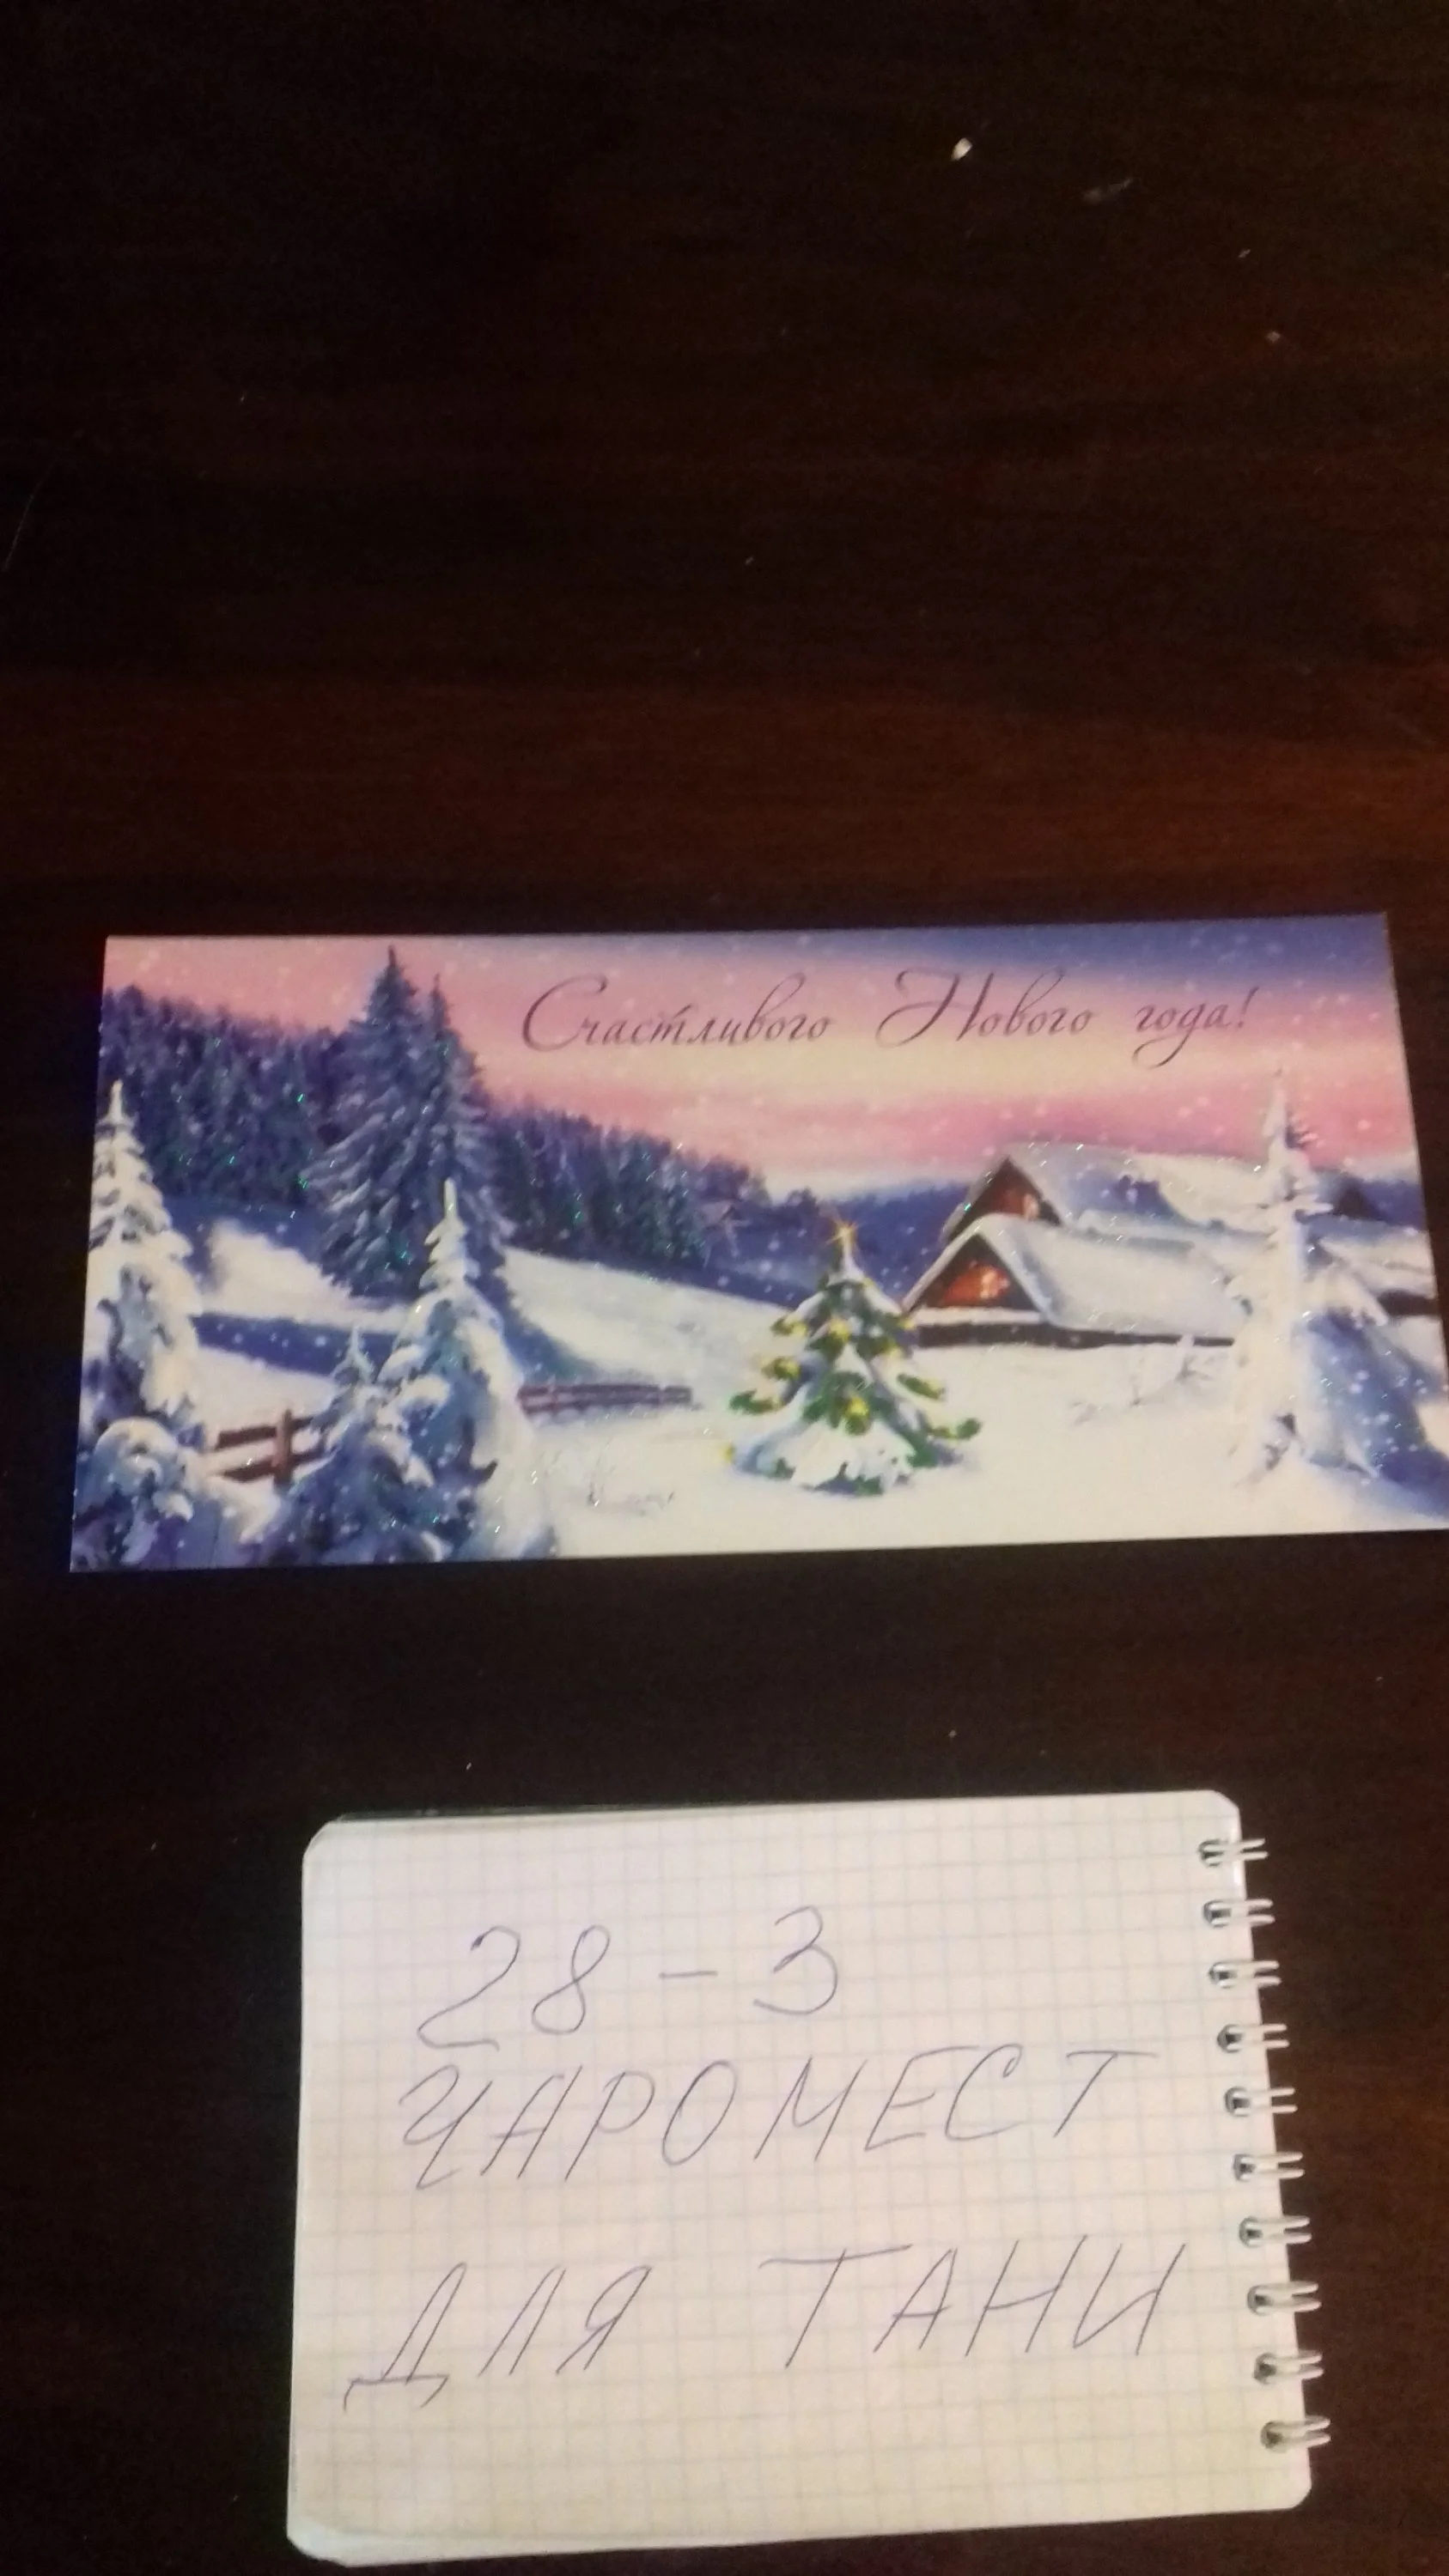 Счастливого Нового года!
28-3
ЧАРОМЕСТ
ДЛЯ ТАНИ